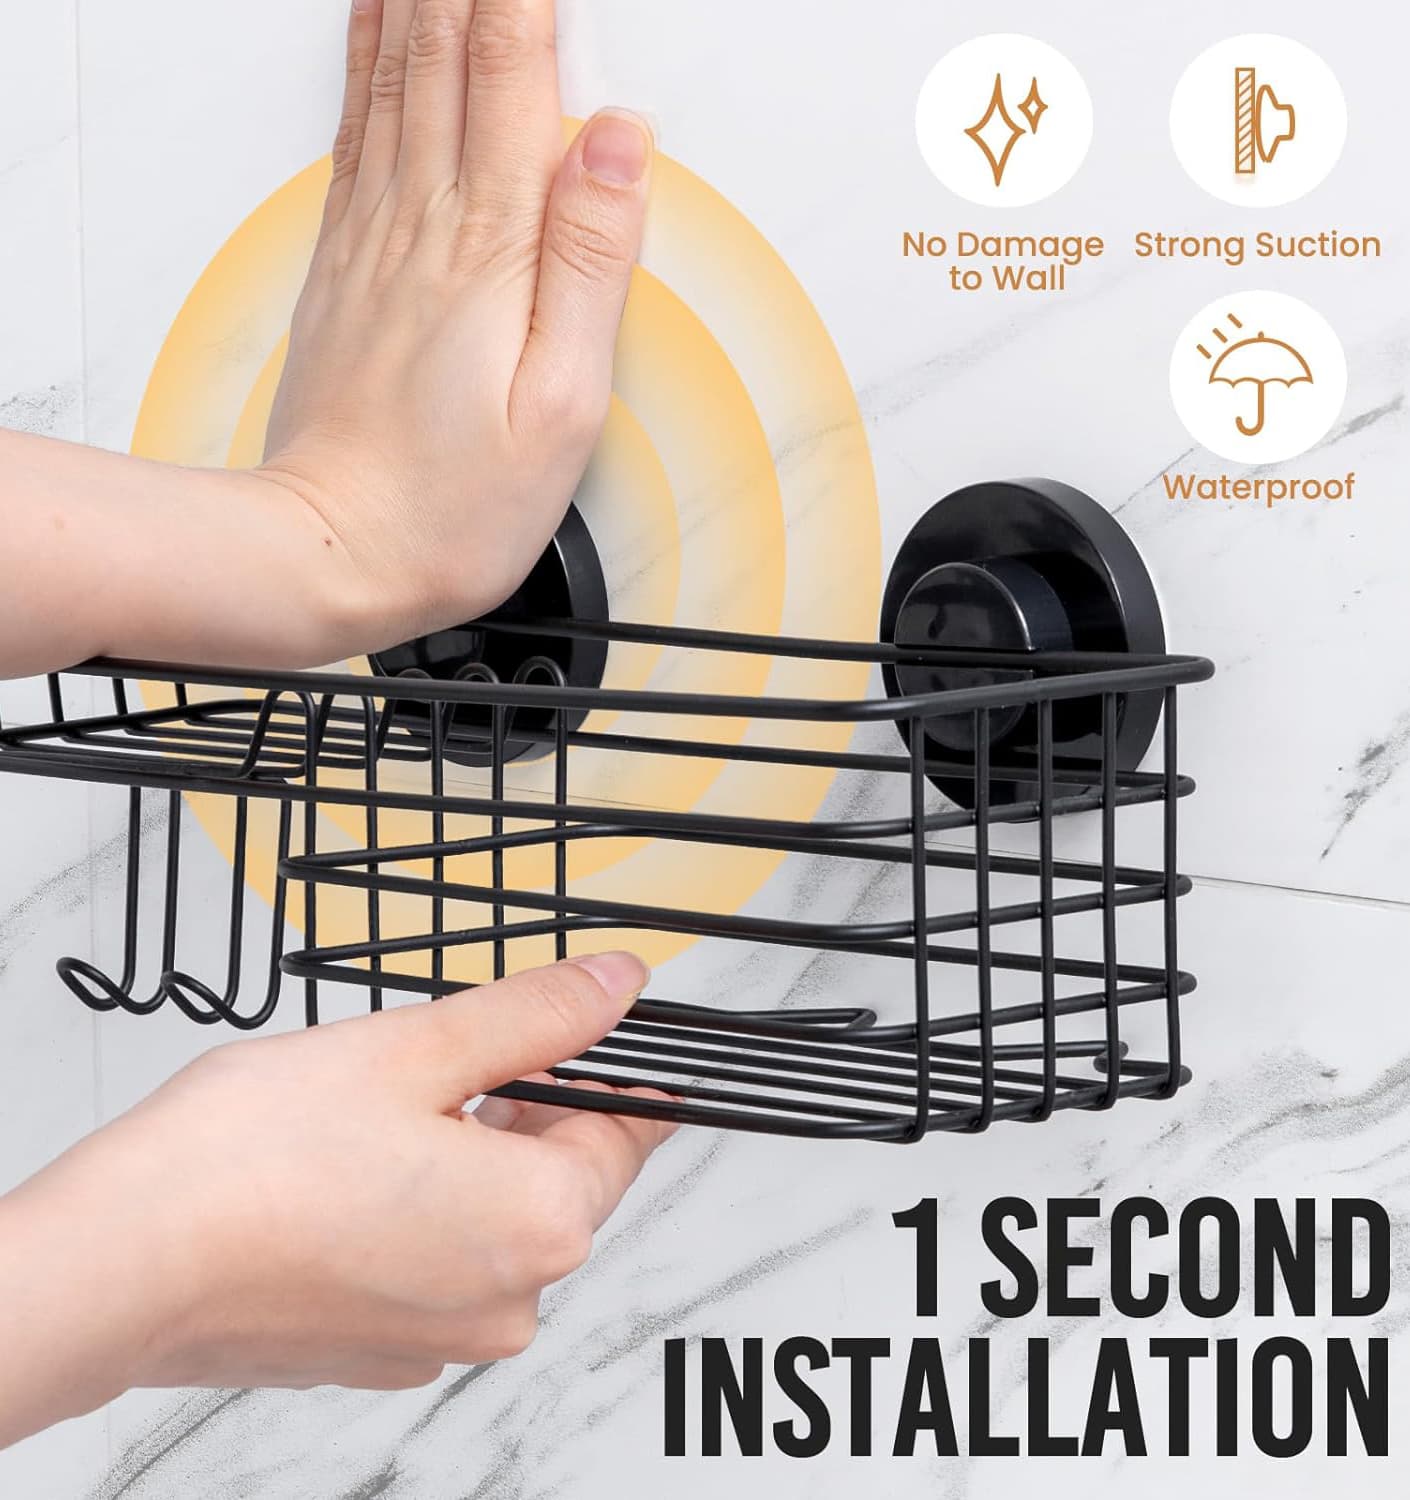 No Damage
to Wall
Strong Suction
Waterproof
1 SECOND
INSTALLATION